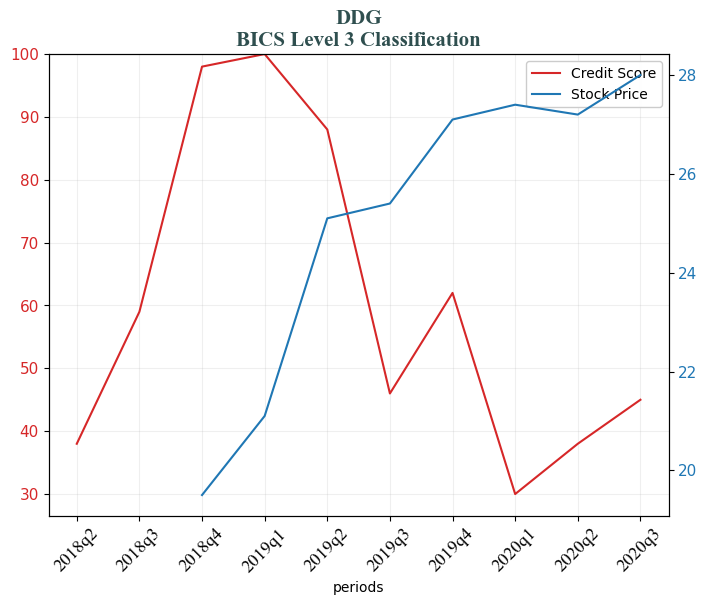 DDG
BICS Level 3 Classification
100
90
80
70
60
50
40
30
Credit Score
Stock Price
28
26
24
22
20
2018q2
2018q3
2018q4
2019q1
2019q2
2019q3
2019q4
2020q1
2020q2
2020q3
periods